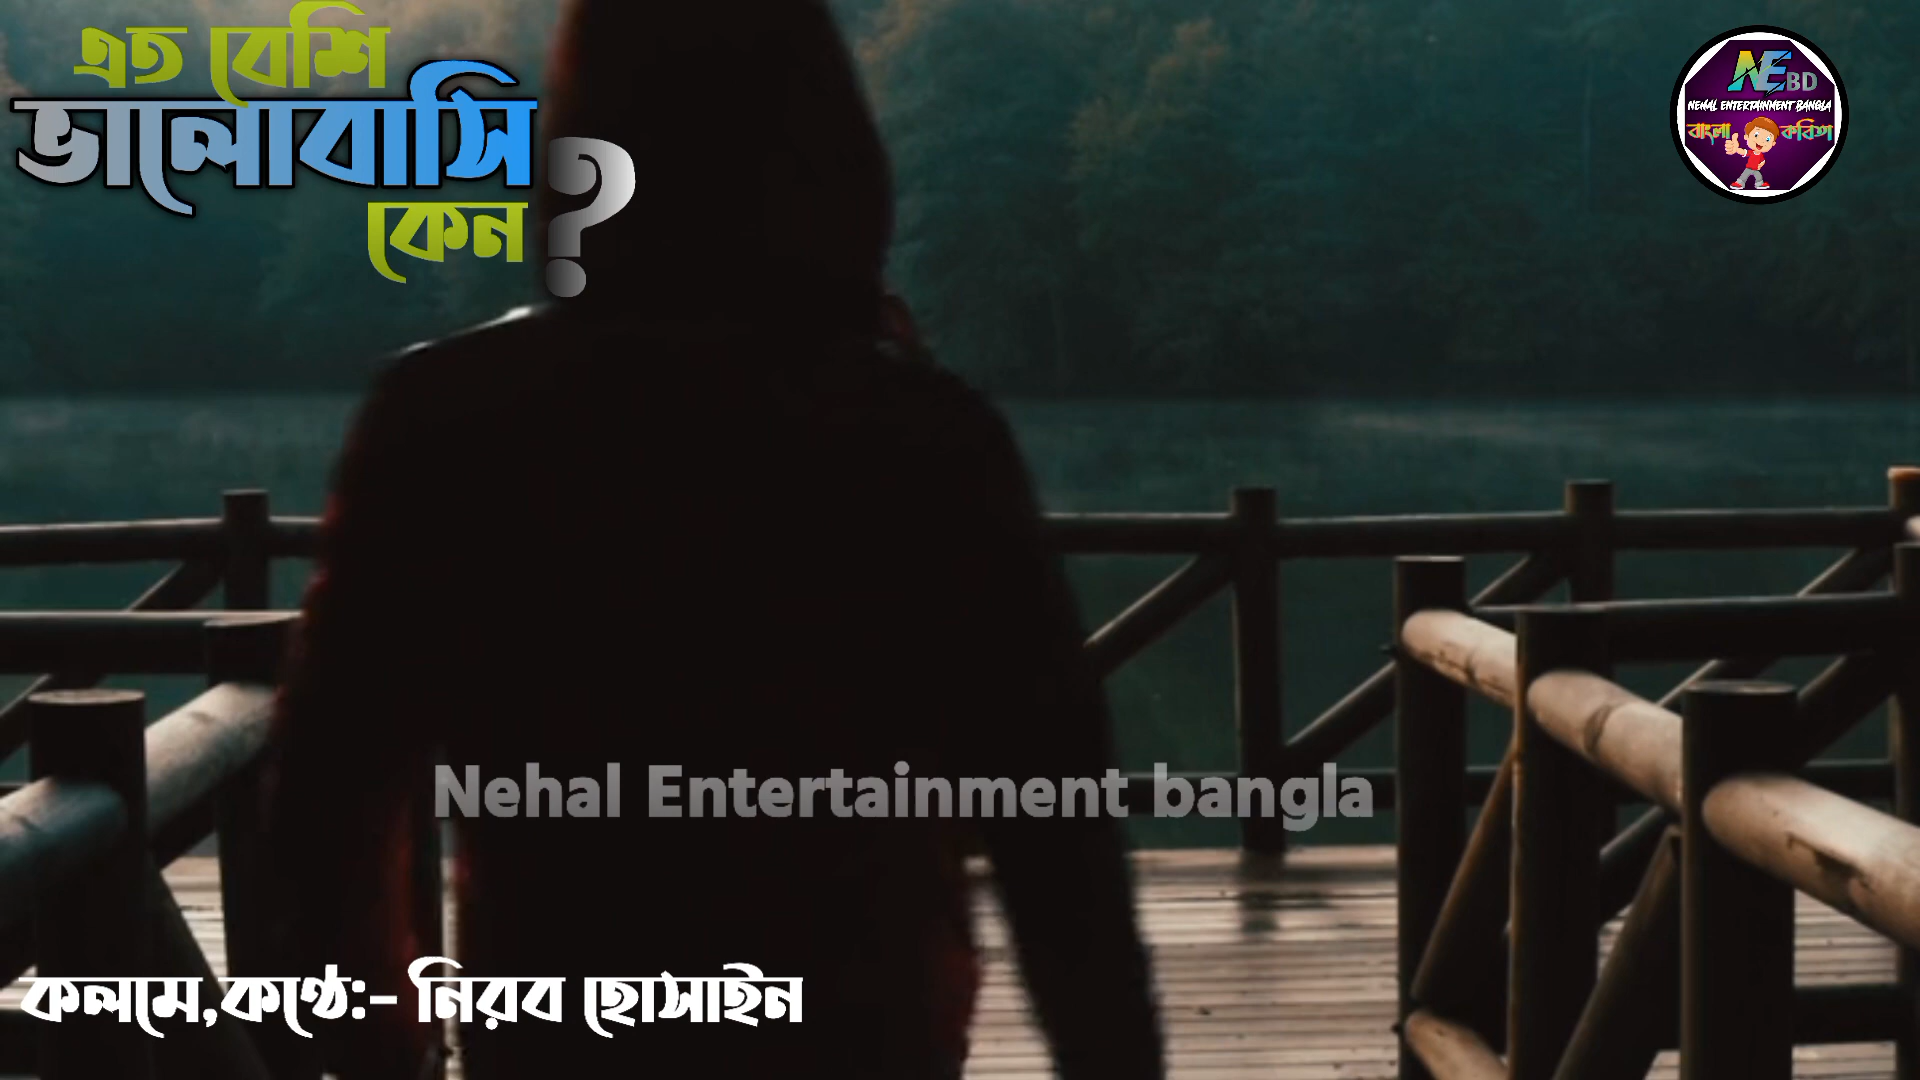 এত বেশি
ভালোবাসি
কেন?
NEBD
NEHAL ENTERTAINMENT BANGLA
বাংলা কবিতা
Nehal Entertainment bangla
কলমে,কণ্ঠে:- নিরব হোসাইন